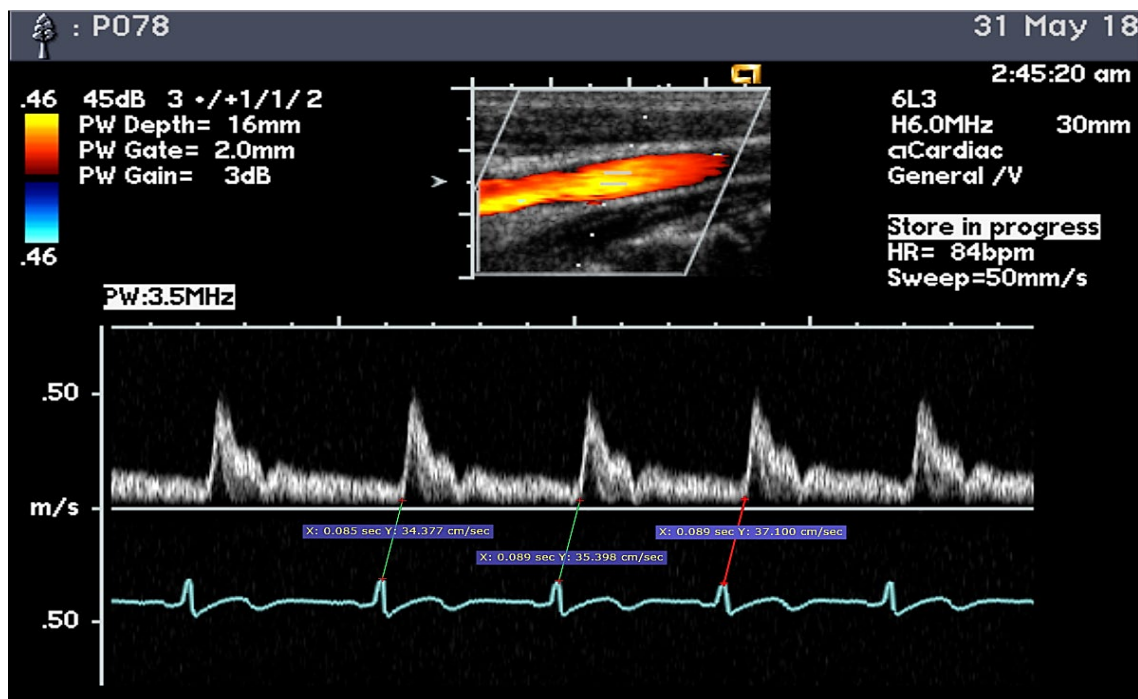 : P078
31 May 18
2:45:20 am
.46 45dB 3 •/+1/1/2
PW Depth= 16mm
PW Gate= 2.0mm
PW Gain= 3dB
.46
6L3
H6.0MHz 30mm
Cardiac
General /V
Store in progress
HR= 84bpm
Sweep=50mm/s
PW:3.5MHz
.50
m/s
X: 0.085 sec Y: 34.377 cm/sec
X: 0.089 sec Y: 35.398 cm/sec
X: 0.089 sec Y: 37.100 cm/sec
.50